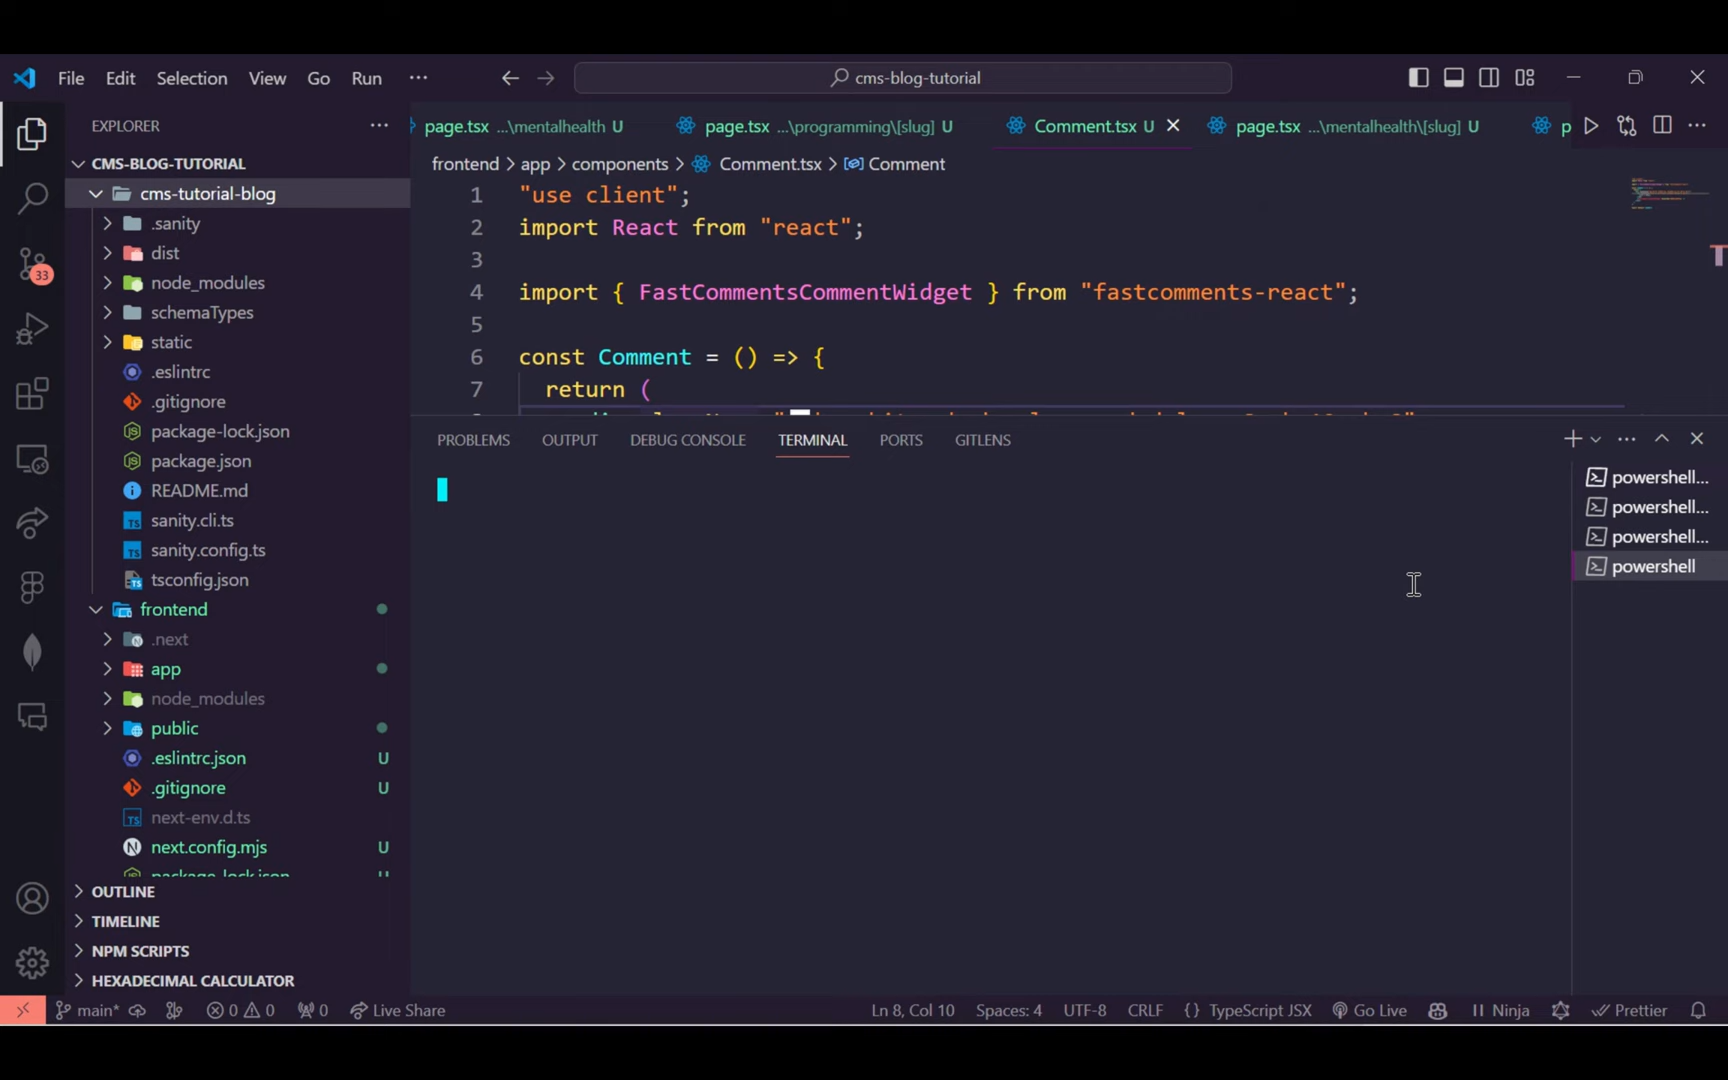 File Edit Selection View Go Run ··· cms-blog-tutorial
EXPLORER ···
page.tsx ...\mentalhealth U page.tsx ...\programming\[slug] U Comment.tsx U page.tsx ...\mentalhealth\[slug] U
frontend > app > components > Comment.tsx > Comment
1 "use client";
2 import React from "react";
3
4 import { FastCommentsCommentWidget } from "fastcomments-react";
5
6 const Comment = () => {
7 return (
CMS-BLOG-TUTORIAL
cms-tutorial-blog
.sanity
dist
node_modules
schemaTypes
static
.eslintrc
.gitignore
package-lock.json
package.json
README.md
sanity.cli.ts
sanity.config.ts
tsconfig.json
frontend
.next
app
node_modules
public
.eslintrc.json U
.gitignore U
next-env.d.ts
next.config.mjs U
package-lock.json U
OUTLINE
TIMELINE
NPM SCRIPTS
HEXADECIMAL CALCULATOR
33
PROBLEMS OUTPUT DEBUG CONSOLE TERMINAL PORTS GITLENS
powershell...
powershell...
powershell...
powershell
main* 0 0 0 Live Share Ln 8, Col 10 Spaces: 4 UTF-8 CRLF {} TypeScript JSX Go Live Ninja Prettier